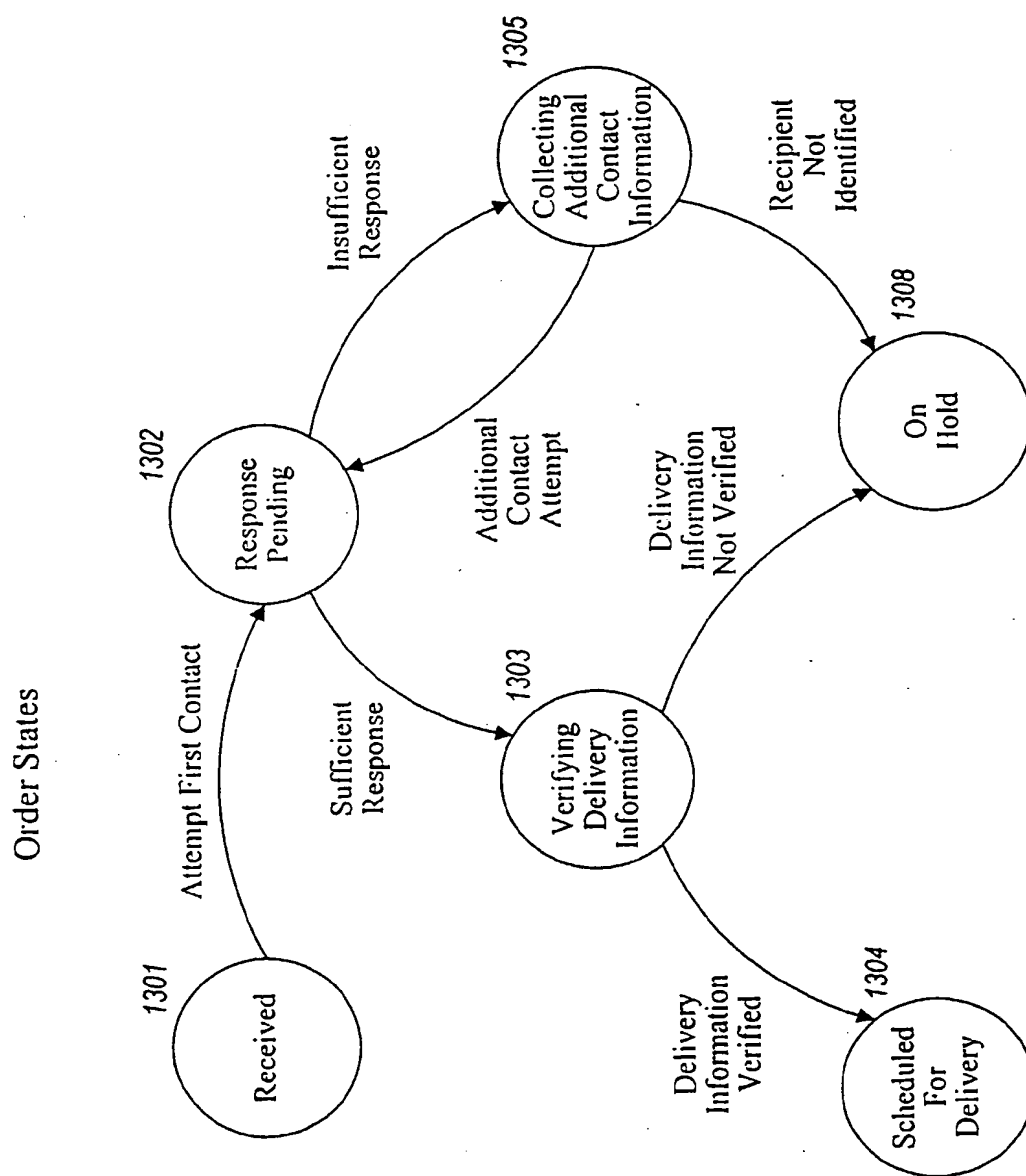 Order States
1301
Received
Attempt First Contact
1302
Response
Pending
Insufficient
Response
1305
Collecting
Additional
Contact
Information
Additional
Contact
Attempt
Sufficient
Response
1303
Verifying
Delivery
Information
Delivery
Information
Not Verified
Recipient
Not
Identified
1308
On
Hold
Delivery
Information
Verified
1304
Scheduled
For
Delivery